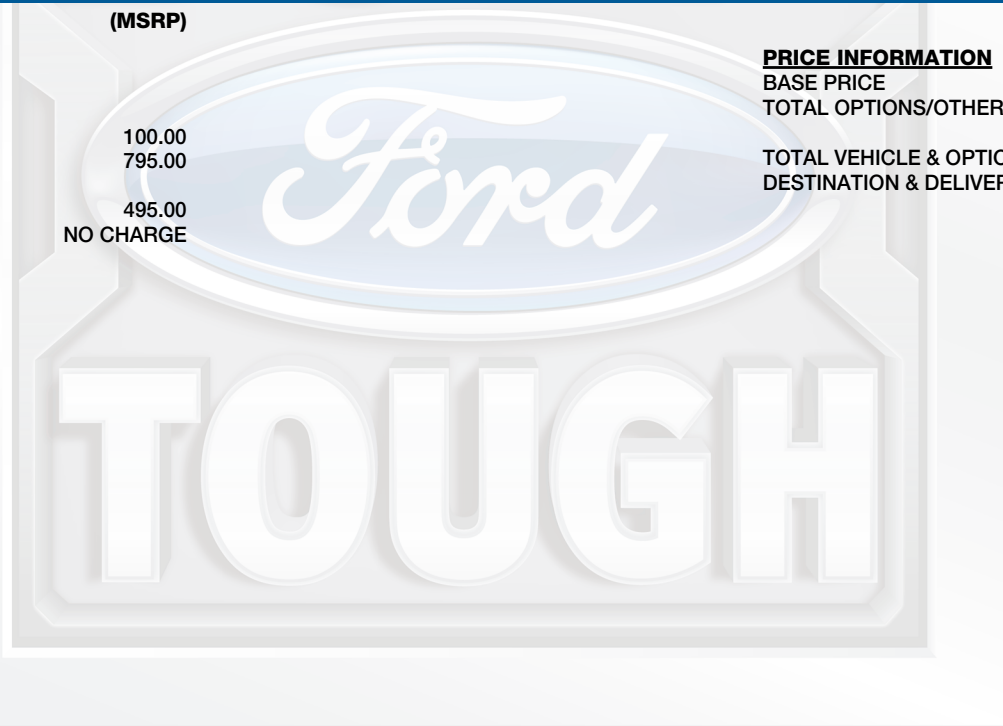 (MSRP)
100.00
795.00
495.00
NO CHARGE
PRICE INFORMATION
BASE PRICE
TOTAL OPTIONS/OTHER
TOTAL VEHICLE & OPTIO
DESTINATION & DELIVER
Ford
TOUGH